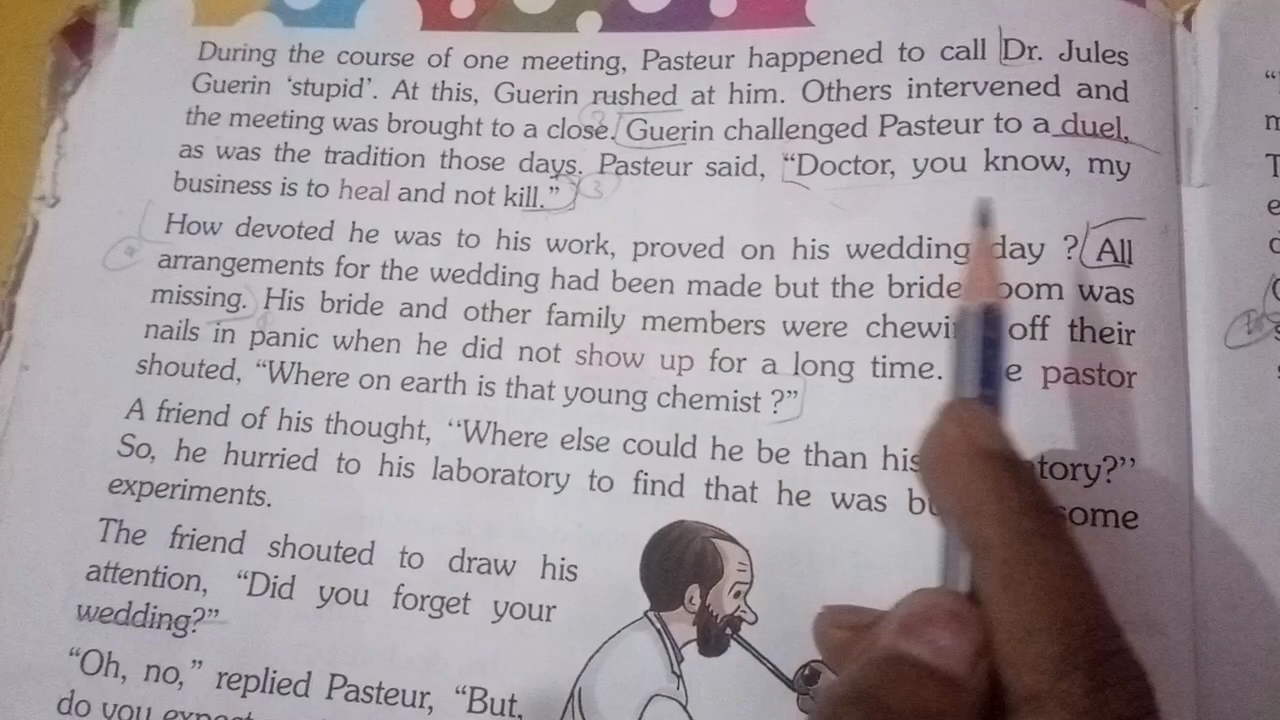 During the course of one meeting, Pasteur happened to call Dr. Jules
Guerin 'stupid'. At this, Guerin rushed at him. Others intervened and
the meeting was brought to a close. Guerin challenged Pasteur to a duel,
as was the tradition those days. Pasteur said, "Doctor, you know, my
business is to heal and not kill."
How devoted he was to his work, proved on his wedding day ? All
arrangements for the wedding had been made but the bride oom was
missing. His bride and other family members were chewi off their
nails in panic when he did not show up for a long time. e pastor
shouted, "Where on earth is that young chemist ?"
A friend of his thought, "Where else could he be than his tory?"
So, he hurried to his laboratory to find that he was some
experiments.
The friend shouted to draw his
attention, "Did you forget your
wedding?"
"Oh, no," replied Pasteur, "But,
do you